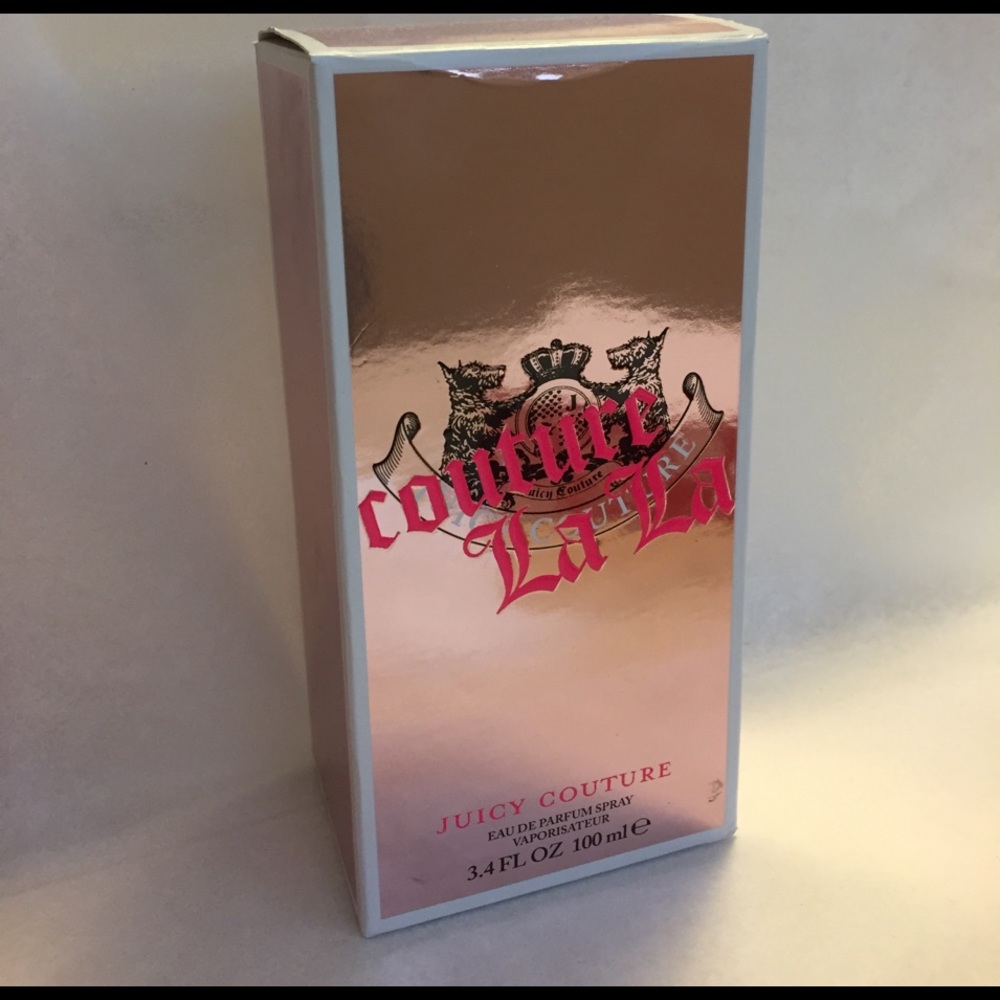 J
couture
Juicy Couture
COUTURE
La La
JUICY COUTURE
EAU DE PARFUM SPRAY
VAPORISATEUR
3.4 FL OZ 100 ml ℮